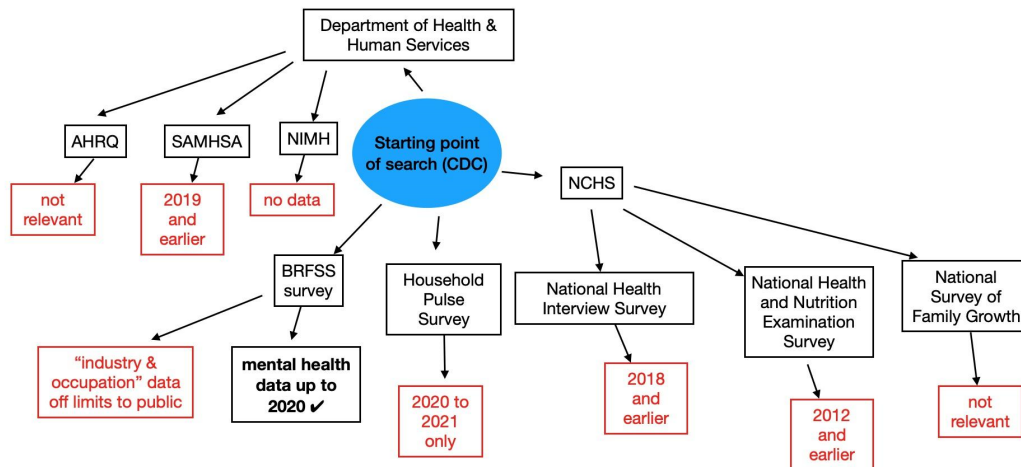 Department of Health &
Human Services
AHRQ
SAMHSA
NIMH
Starting point
of search (CDC)
NCHS
not
relevant
2019
and
earlier
no data
BRFSS
survey
Household
Pulse
Survey
National Health
Interview Survey
National Health
and Nutrition
Examination
Survey
National
Survey of
Family Growth
“industry &
occupation” data
off limits to public
mental health
data up to
2020 ✔
2020 to
2021
only
2018
and
earlier
2012
and
earlier
not
relevant